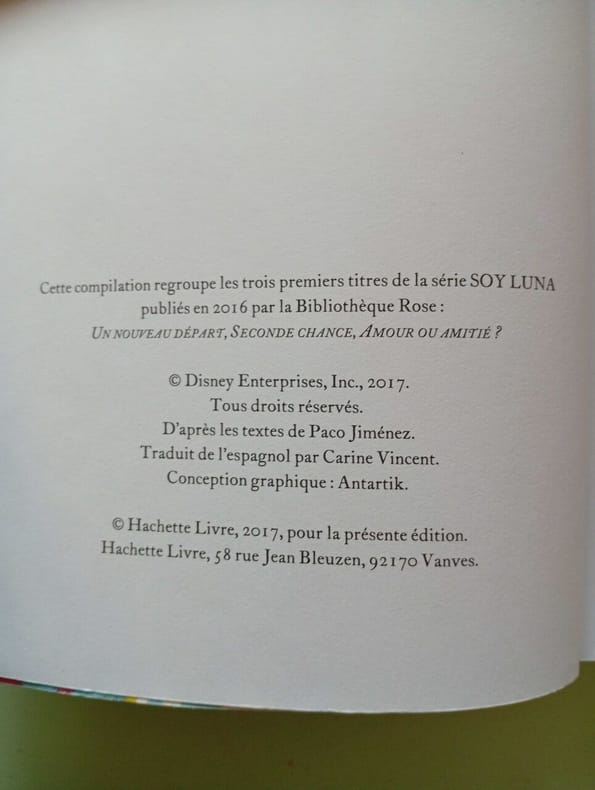 Cette compilation regroupe les trois premiers titres de la série SOY LUNA
publiés en 2016 par la Bibliothèque Rose :
UN NOUVEAU DÉPART, SECONDE CHANCE, AMOUR OU AMITIÉ ?
© Disney Enterprises, Inc., 2017.
Tous droits réservés.
D'après les textes de Paco Jiménez.
Traduit de l'espagnol par Carine Vincent.
Conception graphique : Antartik.
© Hachette Livre, 2017, pour la présente édition.
Hachette Livre, 58 rue Jean Bleuzen, 92170 Vanves.